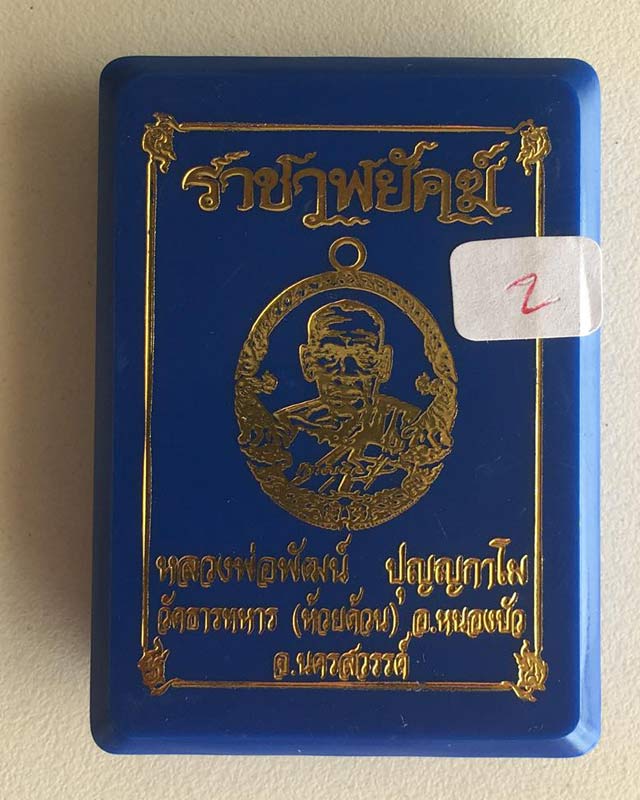 ราชาพยัคฆ์
2
หลวงพ่อพัฒน์ ปุญญกาโม
วัดธารทหาร (ห้วยด้วน) อ.หนองบัว
จ.นครสวรรค์